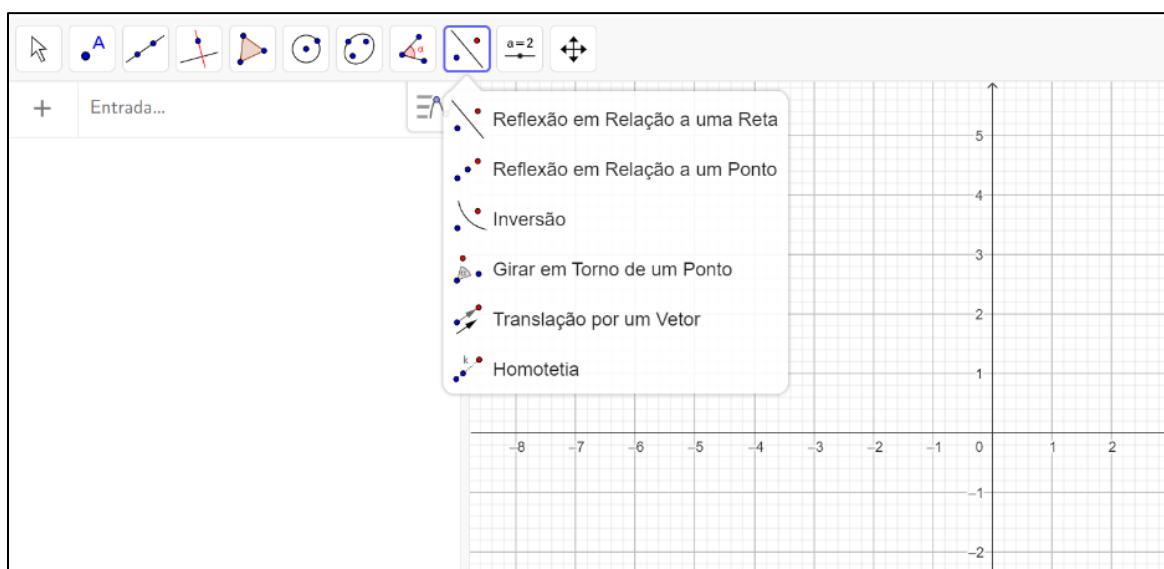 A
α
a=2
Entrada...
Reflexão em Relação a uma Reta
Reflexão em Relação a um Ponto
Inversão
Girar em Torno de um Ponto
Translação por um Vetor
k
Homotetia
5
4
3
2
1
–8 –7 –6 –5 –4 –3 –2 –1 0 1 2
–1
–2